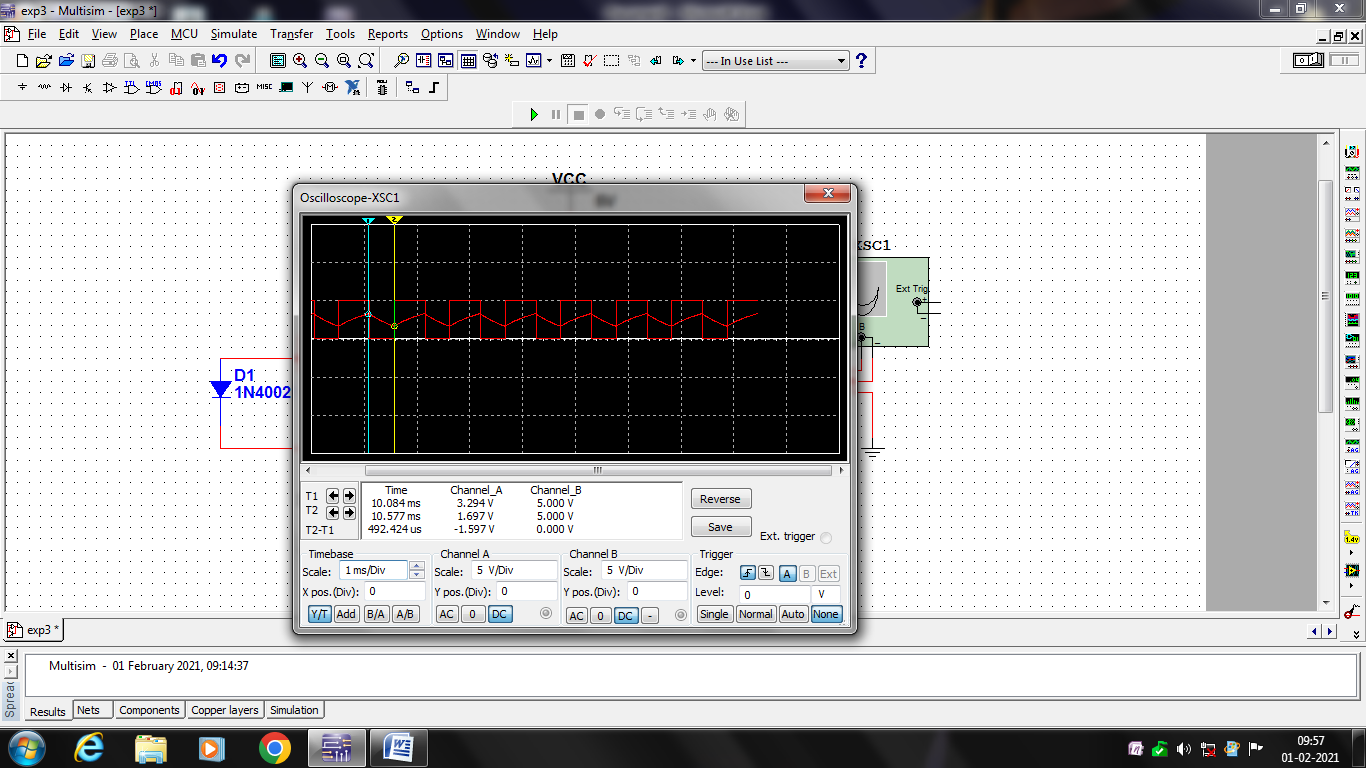 exp3 - Multisim - [exp3 *]
File Edit View Place MCU Simulate Transfer Tools Reports Options Window Help
--- In Use List ---
MISC
VCC
5V
Oscilloscope-XSC1
XSC1
Ext Trig.
B
D1
1N4002
1 2
Time Channel_A Channel_B
T1 10.084 ms 3.294 V 5.000 V
T2 10.577 ms 1.697 V 5.000 V
T2-T1 492.424 us -1.597 V 0.000 V
Reverse
Save
Ext. trigger
Timebase Channel A Channel B Trigger
Scale: 1 ms/Div Scale: 5 V/Div Scale: 5 V/Div Edge: A B Ext
X pos.(Div): 0 Y pos.(Div): 0 Y pos.(Div): 0 Level: 0 V
Y/T Add B/A A/B AC 0 DC AC 0 DC - Single Normal Auto None
exp3 *
Multisim - 01 February 2021, 09:14:37
Results Nets Components Copper layers Simulation
09:57
01-02-2021